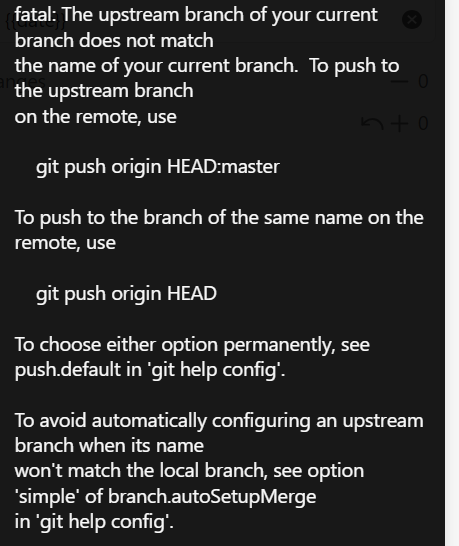 fatal: The upstream branch of your current
branch does not match
the name of your current branch.  To push to
the upstream branch
on the remote, use

    git push origin HEAD:master

To push to the branch of the same name on the
remote, use

    git push origin HEAD

To choose either option permanently, see
push.default in 'git help config'.

To avoid automatically configuring an upstream
branch when its name
won't match the local branch, see option
'simple' of branch.autoSetupMerge
in 'git help config'.
0
0